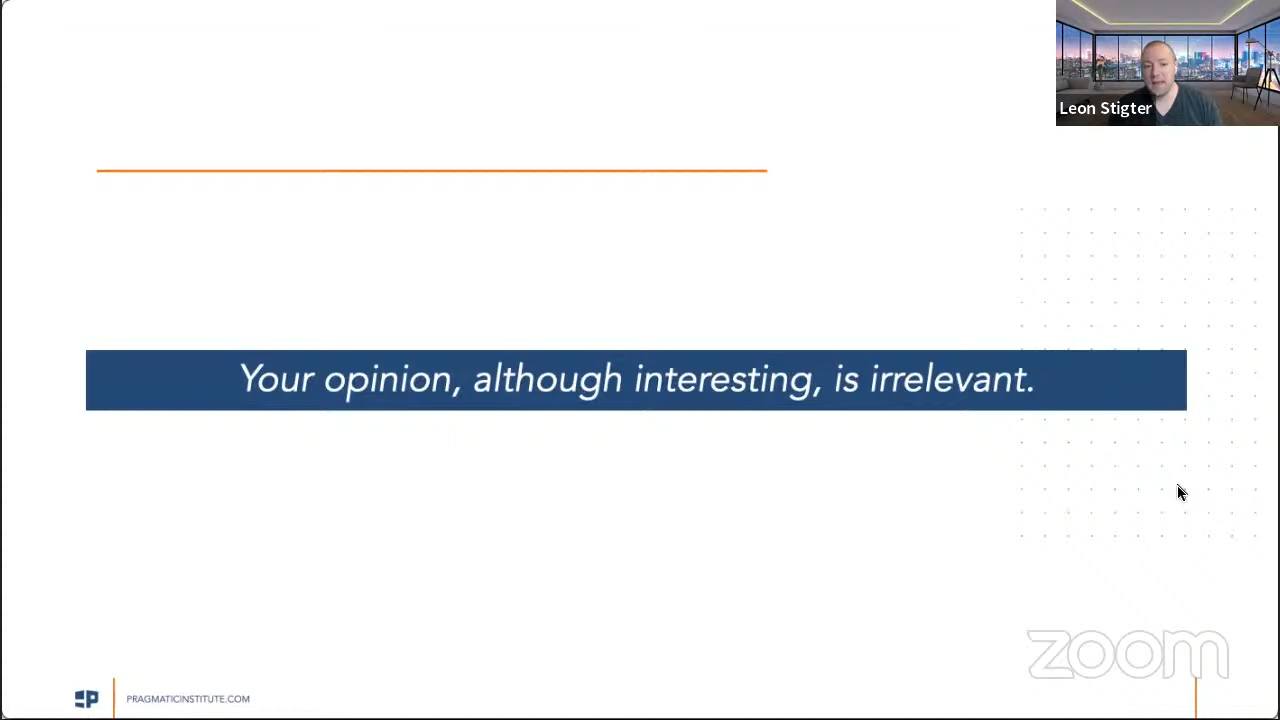 Leon Stigter
Your opinion, although interesting, is irrelevant.
zoom
PRAGMATICINSTITUTE.COM